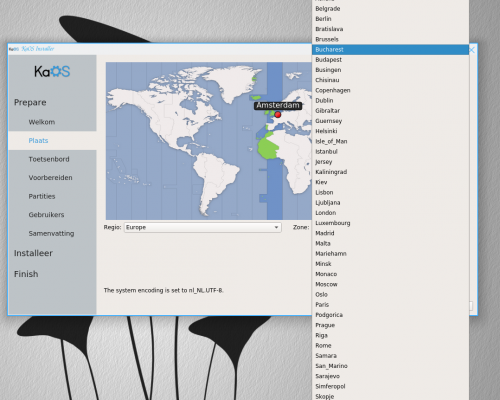 KaOS KaOS Installer
KaOS
Prepare
Welkom
Plaats
Toetsenbord
Voorbereiden
Partities
Gebruikers
Samenvatting
Installeer
Finish
Amsterdam
Regio:
Europe
Zone:
The system encoding is set to nl_NL.UTF-8.
Belgrade
Berlin
Bratislava
Brussels
Bucharest
Budapest
Busingen
Chisinau
Copenhagen
Dublin
Gibraltar
Guernsey
Helsinki
Isle_of_Man
Istanbul
Jersey
Kaliningrad
Kiev
Lisbon
Ljubljana
London
Luxembourg
Madrid
Malta
Mariehamn
Minsk
Monaco
Moscow
Oslo
Paris
Podgorica
Prague
Riga
Rome
Samara
San_Marino
Sarajevo
Simferopol
Skopje